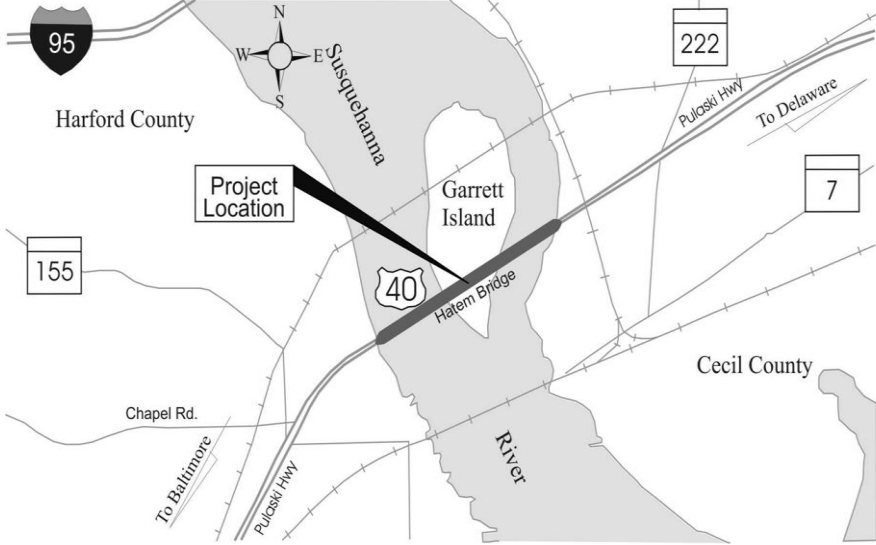 95
N
W
E
S
Susquehanna
222
Pulaski Hwy
To Delaware
Harford County
Project
Location
Garrett
Island
7
155
40
Hatem Bridge
Cecil County
Chapel Rd.
To Baltimore
Pulaski Hwy
River